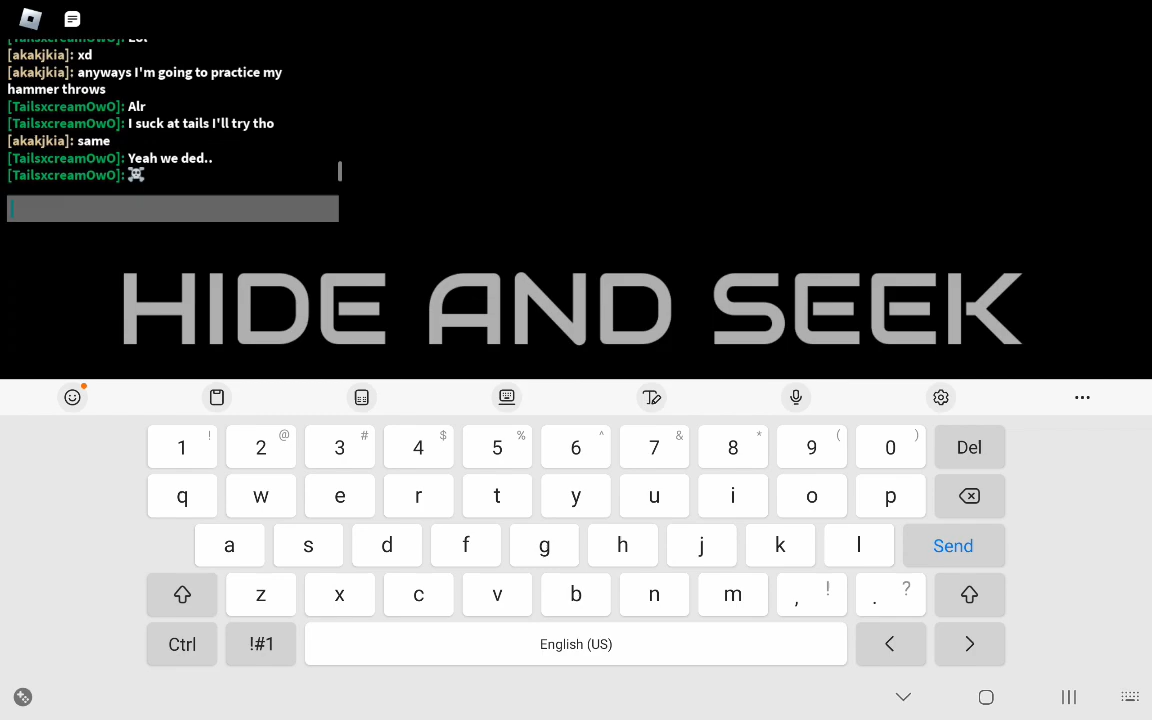 [TailsxcreamOwO]: Lol
[akakjkia]: xd
[akakjkia]: anyways I'm going to practice my
hammer throws
[TailsxcreamOwO]: Alr
[TailsxcreamOwO]: I suck at tails I'll try tho
[akakjkia]: same
[TailsxcreamOwO]: Yeah we ded..
[TailsxcreamOwO]: ☠️
HIDE AND SEEK
1 ! 2 @ 3 # 4 $ 5 % 6 ^ 7 & 8 * 9 ( 0 ) Del
q w e r t y u i o p
a s d f g h j k l Send
z x c v b n m , ! . ?
Ctrl !#1 English (US) < >